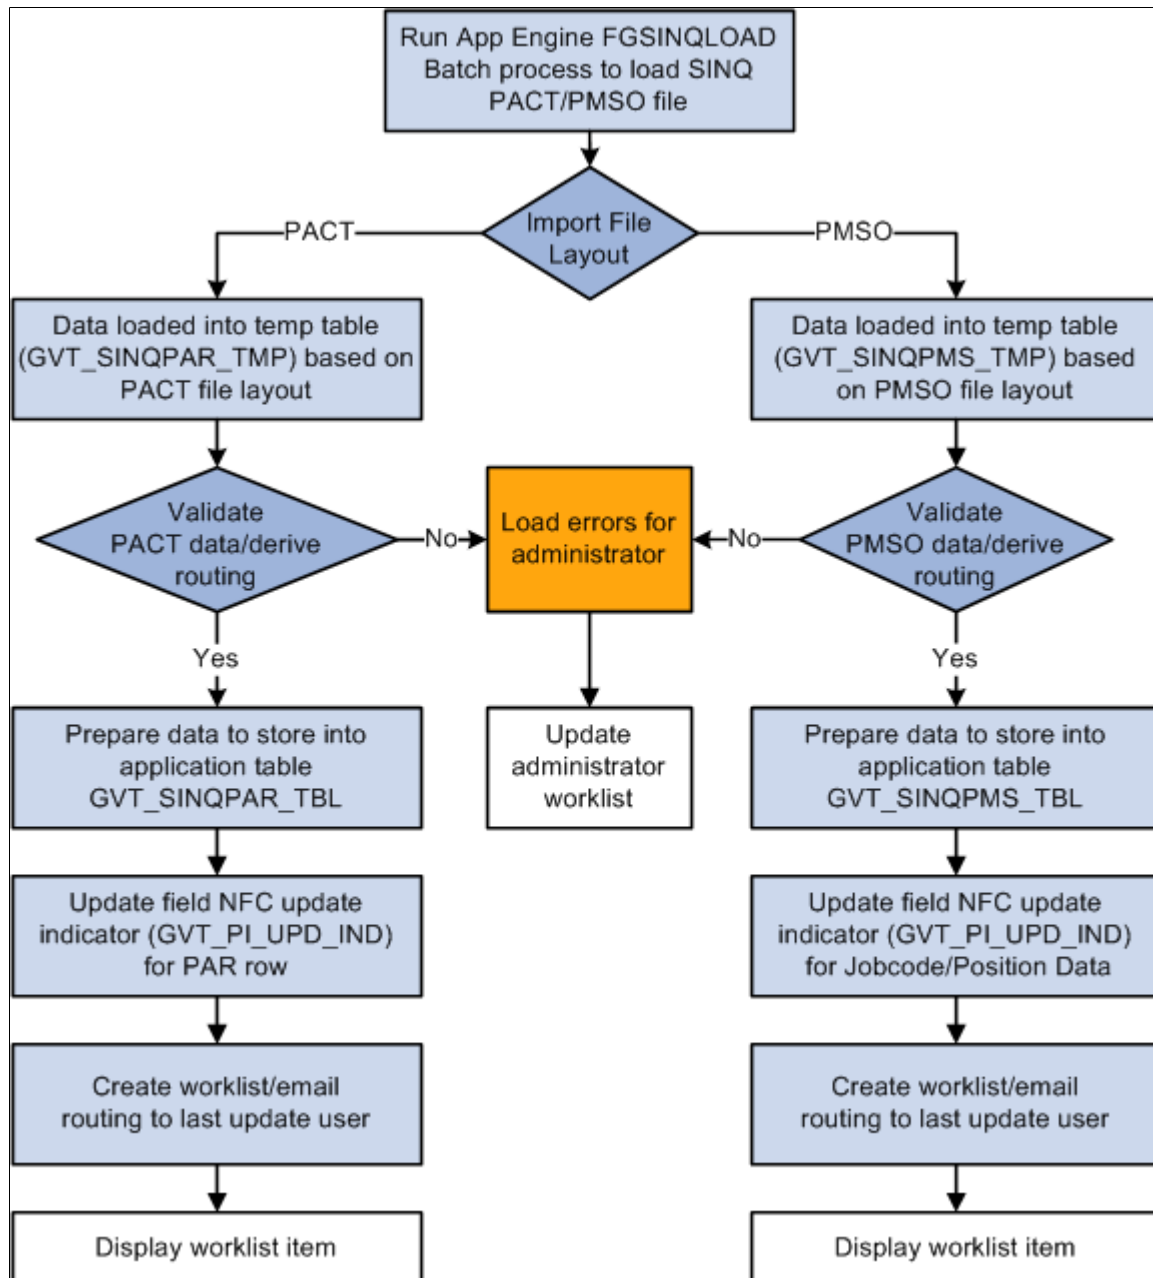 Run App Engine FGSINQLOAD
Batch process to load SINQ
PACT/PMSO file
Import File
Layout
PACT
PMSO
Data loaded into temp table
(GVT_SINQPAR_TMP) based on
PACT file layout
Data loaded into temp table
(GVT_SINQPMS_TMP) based
on PMSO file layout
Validate
PACT data/derive
routing
No
Load errors for
administrator
No
Validate
PMSO data/derive
routing
Yes
Yes
Prepare data to store into
application table
GVT_SINQPAR_TBL
Update
administrator
worklist
Prepare data to store into
application table
GVT_SINQPMS_TBL
Update field NFC update
indicator (GVT_PI_UPD_IND)
for PAR row
Update field NFC update
indicator (GVT_PI_UPD_IND)
for Jobcode/Position Data
Create worklist/email
routing to last update user
Create worklist/email
routing to last update user
Display worklist item
Display worklist item